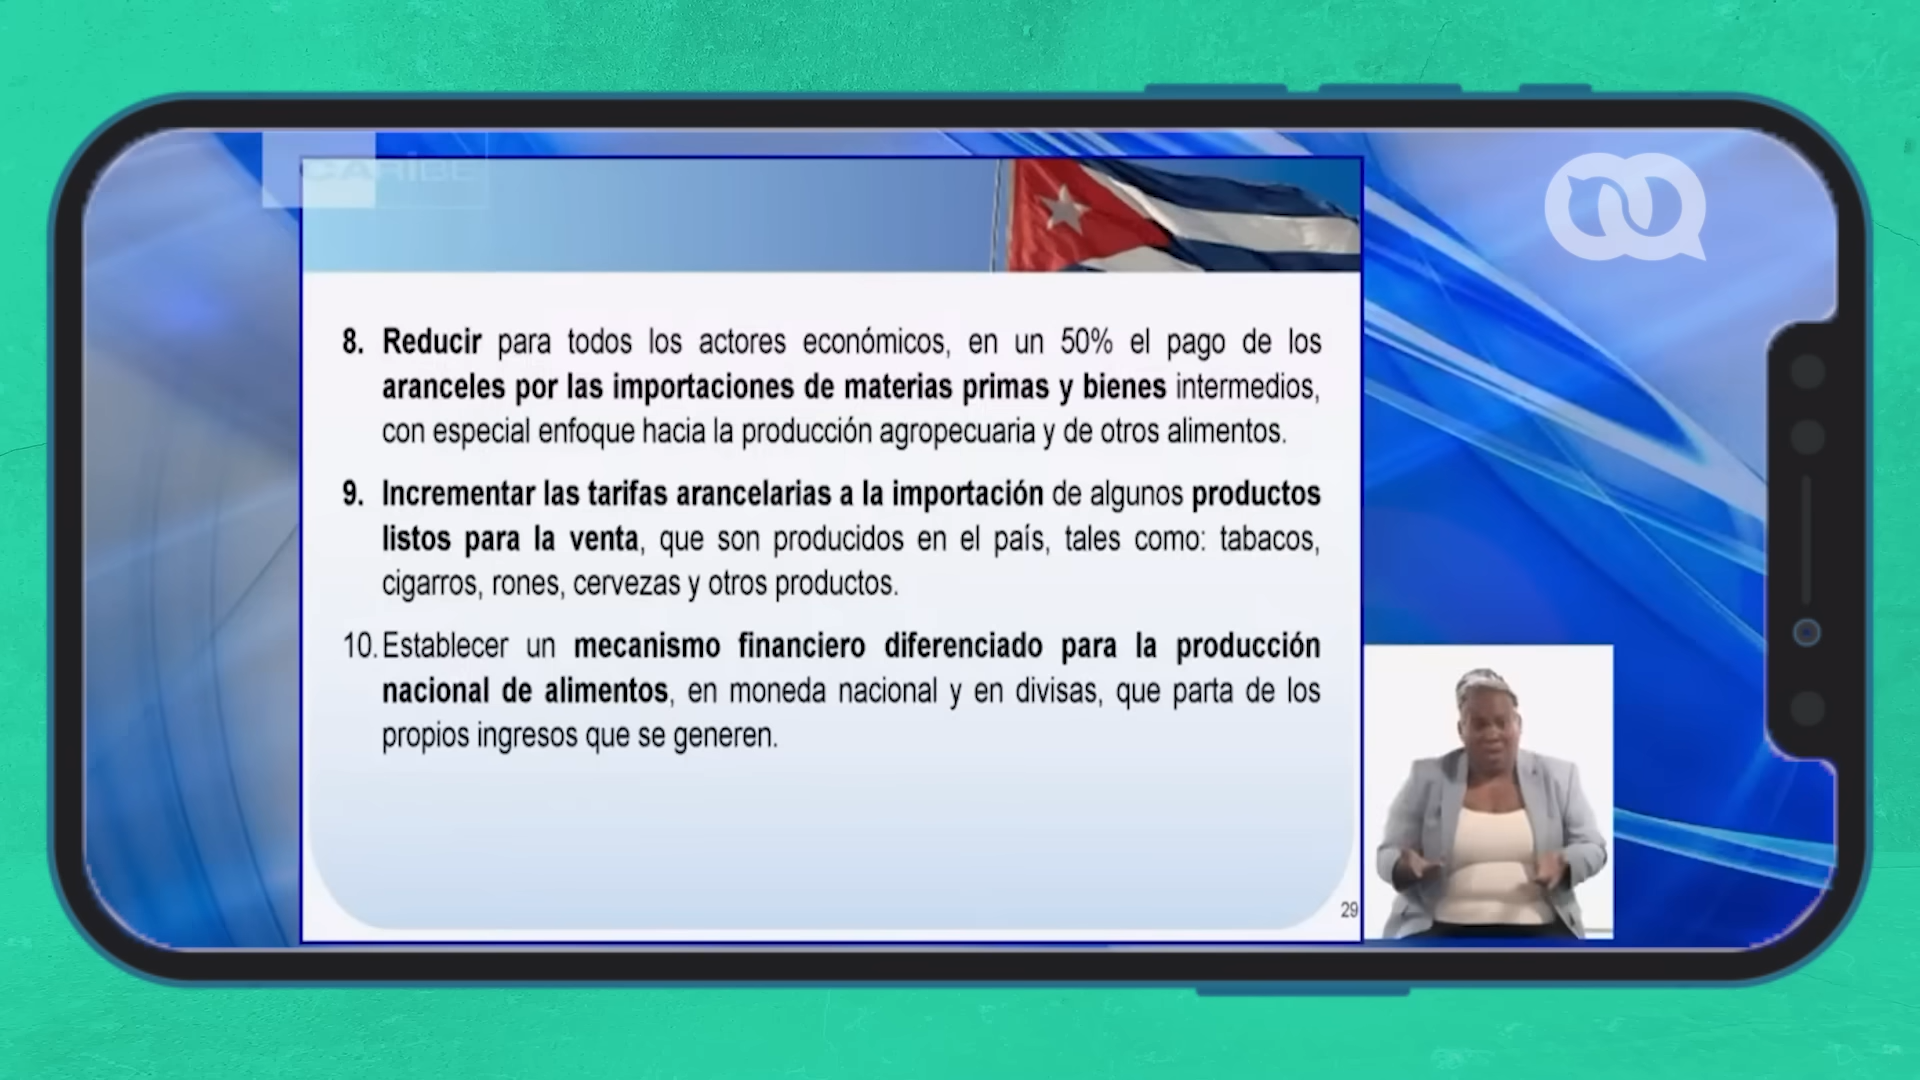 CARIBE
8. Reducir para todos los actores económicos, en un 50% el pago de los
aranceles por las importaciones de materias primas y bienes intermedios,
con especial enfoque hacia la producción agropecuaria y de otros alimentos.
9. Incrementar las tarifas arancelarias a la importación de algunos productos
listos para la venta, que son producidos en el país, tales como: tabacos,
cigarros, rones, cervezas y otros productos.
10. Establecer un mecanismo financiero diferenciado para la producción
nacional de alimentos, en moneda nacional y en divisas, que parta de los
propios ingresos que se generen.
29